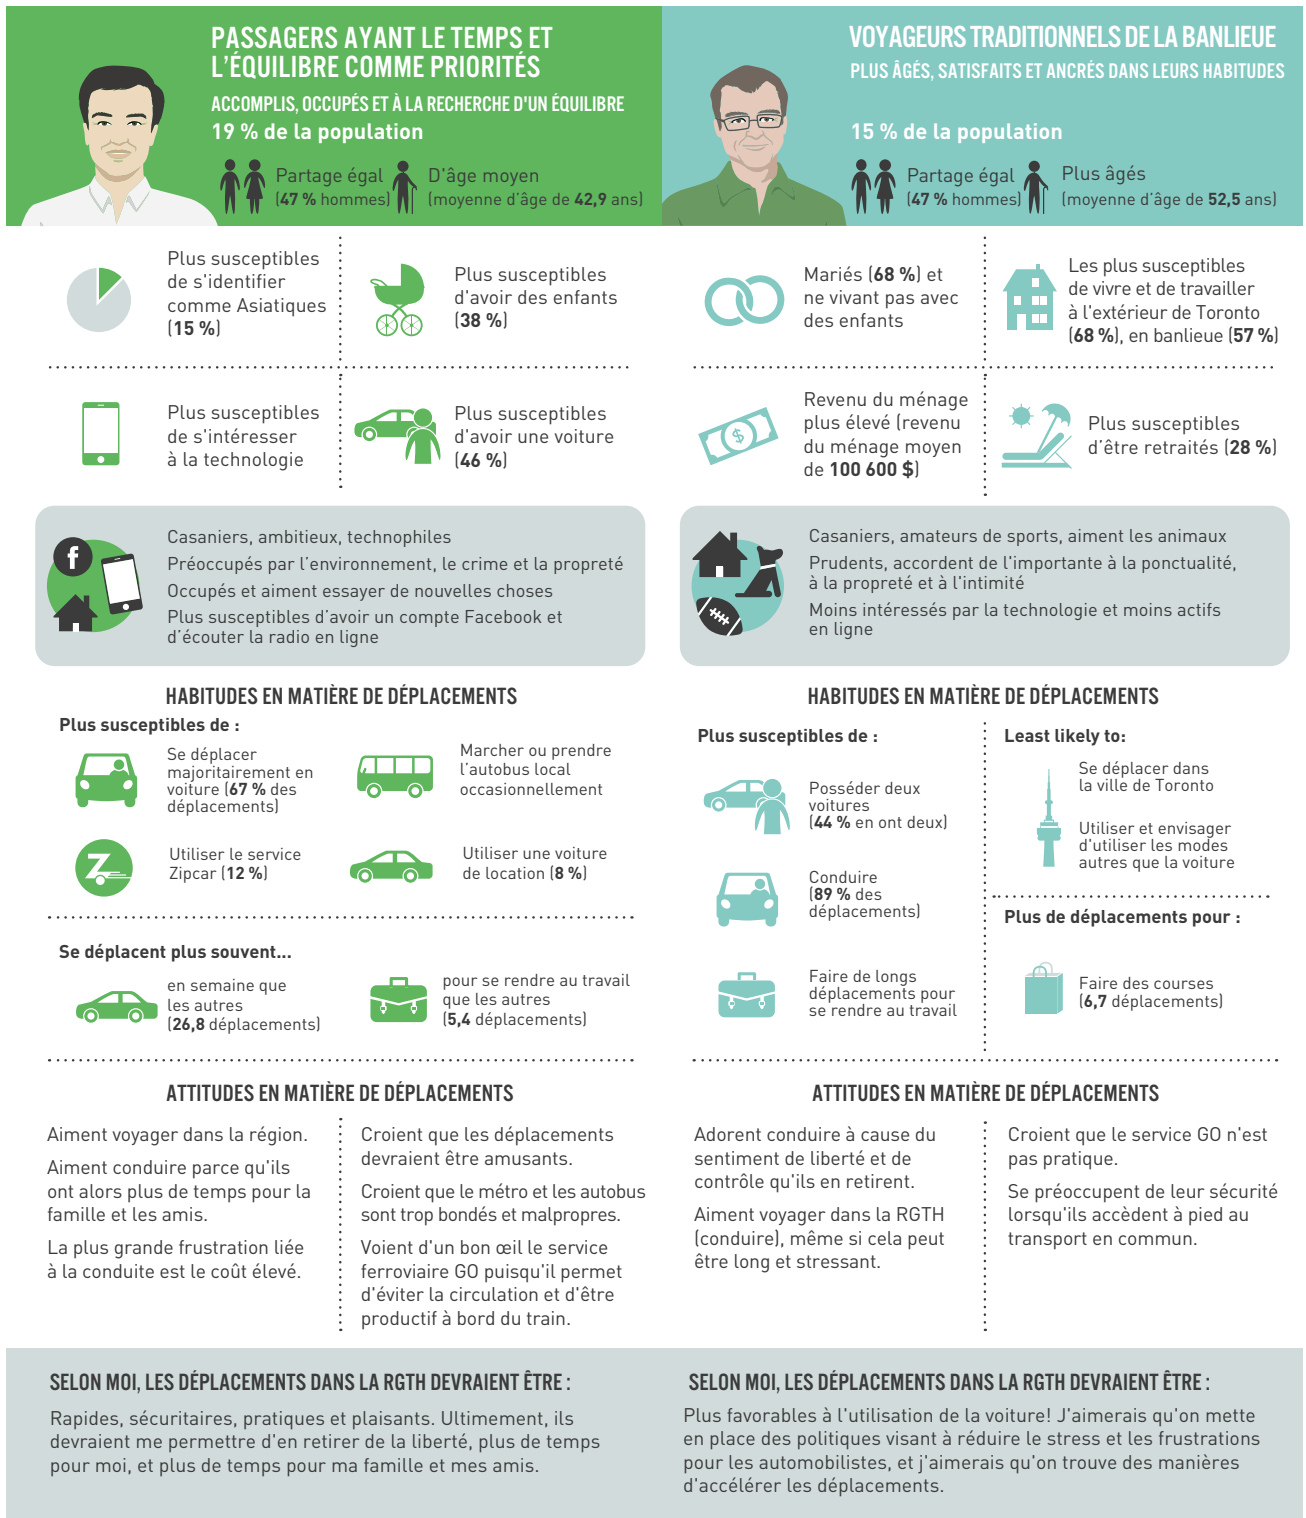 PASSAGERS AYANT LE TEMPS ET
L'ÉQUILIBRE COMME PRIORITÉS
ACCOMPLIS, OCCUPÉS ET À LA RECHERCHE D'UN ÉQUILIBRE
19 % de la population
Partage égal
(47 % hommes)
D'âge moyen
(moyenne d'âge de 42,9 ans)
Plus susceptibles
de s'identifier
comme Asiatiques
(15 %)
Plus susceptibles
d'avoir des enfants
(38 %)
Plus susceptibles
de s'intéresser
à la technologie
Plus susceptibles
d'avoir une voiture
(46 %)
f
Casaniers, ambitieux, technophiles
Préoccupés par l'environnement, le crime et la propreté
Occupés et aiment essayer de nouvelles choses
Plus susceptibles d'avoir un compte Facebook et
d'écouter la radio en ligne
HABITUDES EN MATIÈRE DE DÉPLACEMENTS
Plus susceptibles de :
Se déplacer
majoritairement en
voiture (67 % des
déplacements)
Marcher ou prendre
l'autobus local
occasionnellement
Z
Utiliser le service
Zipcar (12 %)
Utiliser une voiture
de location (8 %)
Se déplacent plus souvent...
en semaine que
les autres
(26,8 déplacements)
pour se rendre au travail
que les autres
(5,4 déplacements)
ATTITUDES EN MATIÈRE DE DÉPLACEMENTS
Aiment voyager dans la région.
Aiment conduire parce qu'ils
ont alors plus de temps pour la
famille et les amis.
La plus grande frustration liée
à la conduite est le coût élevé.
Croient que les déplacements
devraient être amusants.
Croient que le métro et les autobus
sont trop bondés et malpropres.
Voient d'un bon œil le service
ferroviaire GO puisqu'il permet
d'éviter la circulation et d'être
productif à bord du train.
SELON MOI, LES DÉPLACEMENTS DANS LA RGTH DEVRAIENT ÊTRE :
Rapides, sécuritaires, pratiques et plaisants. Ultimement, ils
devraient me permettre d'en retirer de la liberté, plus de temps
pour moi, et plus de temps pour ma famille et mes amis.
VOYAGEURS TRADITIONNELS DE LA BANLIEUE
PLUS ÂGÉS, SATISFAITS ET ANCRÉS DANS LEURS HABITUDES
15 % de la population
Partage égal
(47 % hommes)
Plus âgés
(moyenne d'âge de 52,5 ans)
Mariés (68 %) et
ne vivant pas avec
des enfants
Les plus susceptibles
de vivre et de travailler
à l'extérieur de Toronto
(68 %), en banlieue (57 %)
$
Revenu du ménage
plus élevé (revenu
du ménage moyen
de 100 600 $)
Plus susceptibles
d'être retraités (28 %)
Casaniers, amateurs de sports, aiment les animaux
Prudents, accordent de l'importante à la ponctualité,
à la propreté et à l'intimité
Moins intéressés par la technologie et moins actifs
en ligne
HABITUDES EN MATIÈRE DE DÉPLACEMENTS
Plus susceptibles de :
Posséder deux
voitures
(44 % en ont deux)
Conduire
(89 % des
déplacements)
Faire de longs
déplacements pour
se rendre au travail
Least likely to:
Se déplacer dans
la ville de Toronto
Utiliser et envisager
d'utiliser les modes
autres que la voiture
Plus de déplacements pour :
Faire des courses
(6,7 déplacements)
ATTITUDES EN MATIÈRE DE DÉPLACEMENTS
Adorent conduire à cause du
sentiment de liberté et de
contrôle qu'ils en retirent.
Aiment voyager dans la RGTH
(conduire), même si cela peut
être long et stressant.
Croient que le service GO n'est
pas pratique.
Se préoccupent de leur sécurité
lorsqu'ils accèdent à pied au
transport en commun.
SELON MOI, LES DÉPLACEMENTS DANS LA RGTH DEVRAIENT ÊTRE :
Plus favorables à l'utilisation de la voiture! J'aimerais qu'on mette
en place des politiques visant à réduire le stress et les frustrations
pour les automobilistes, et j'aimerais qu'on trouve des manières
d'accélérer les déplacements.